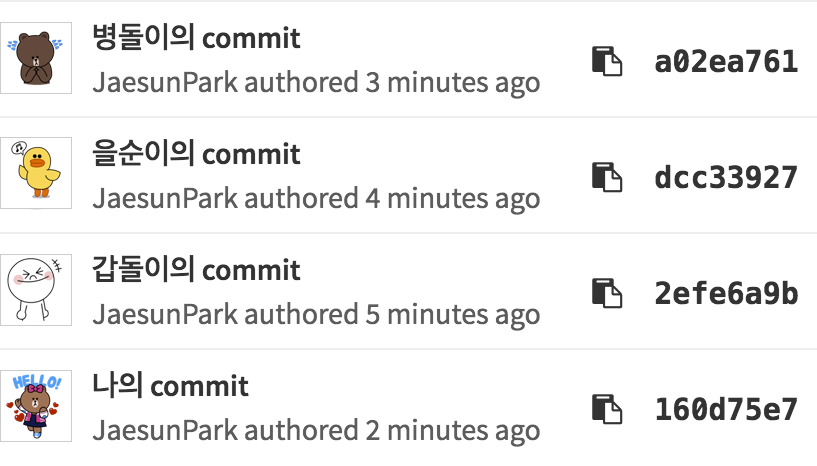 병돌이의 commit
JaesunPark authored 3 minutes ago
a02ea761
을순이의 commit
JaesunPark authored 4 minutes ago
dcc33927
갑돌이의 commit
JaesunPark authored 5 minutes ago
2efe6a9b
HELLO!
나의 commit
JaesunPark authored 2 minutes ago
160d75e7